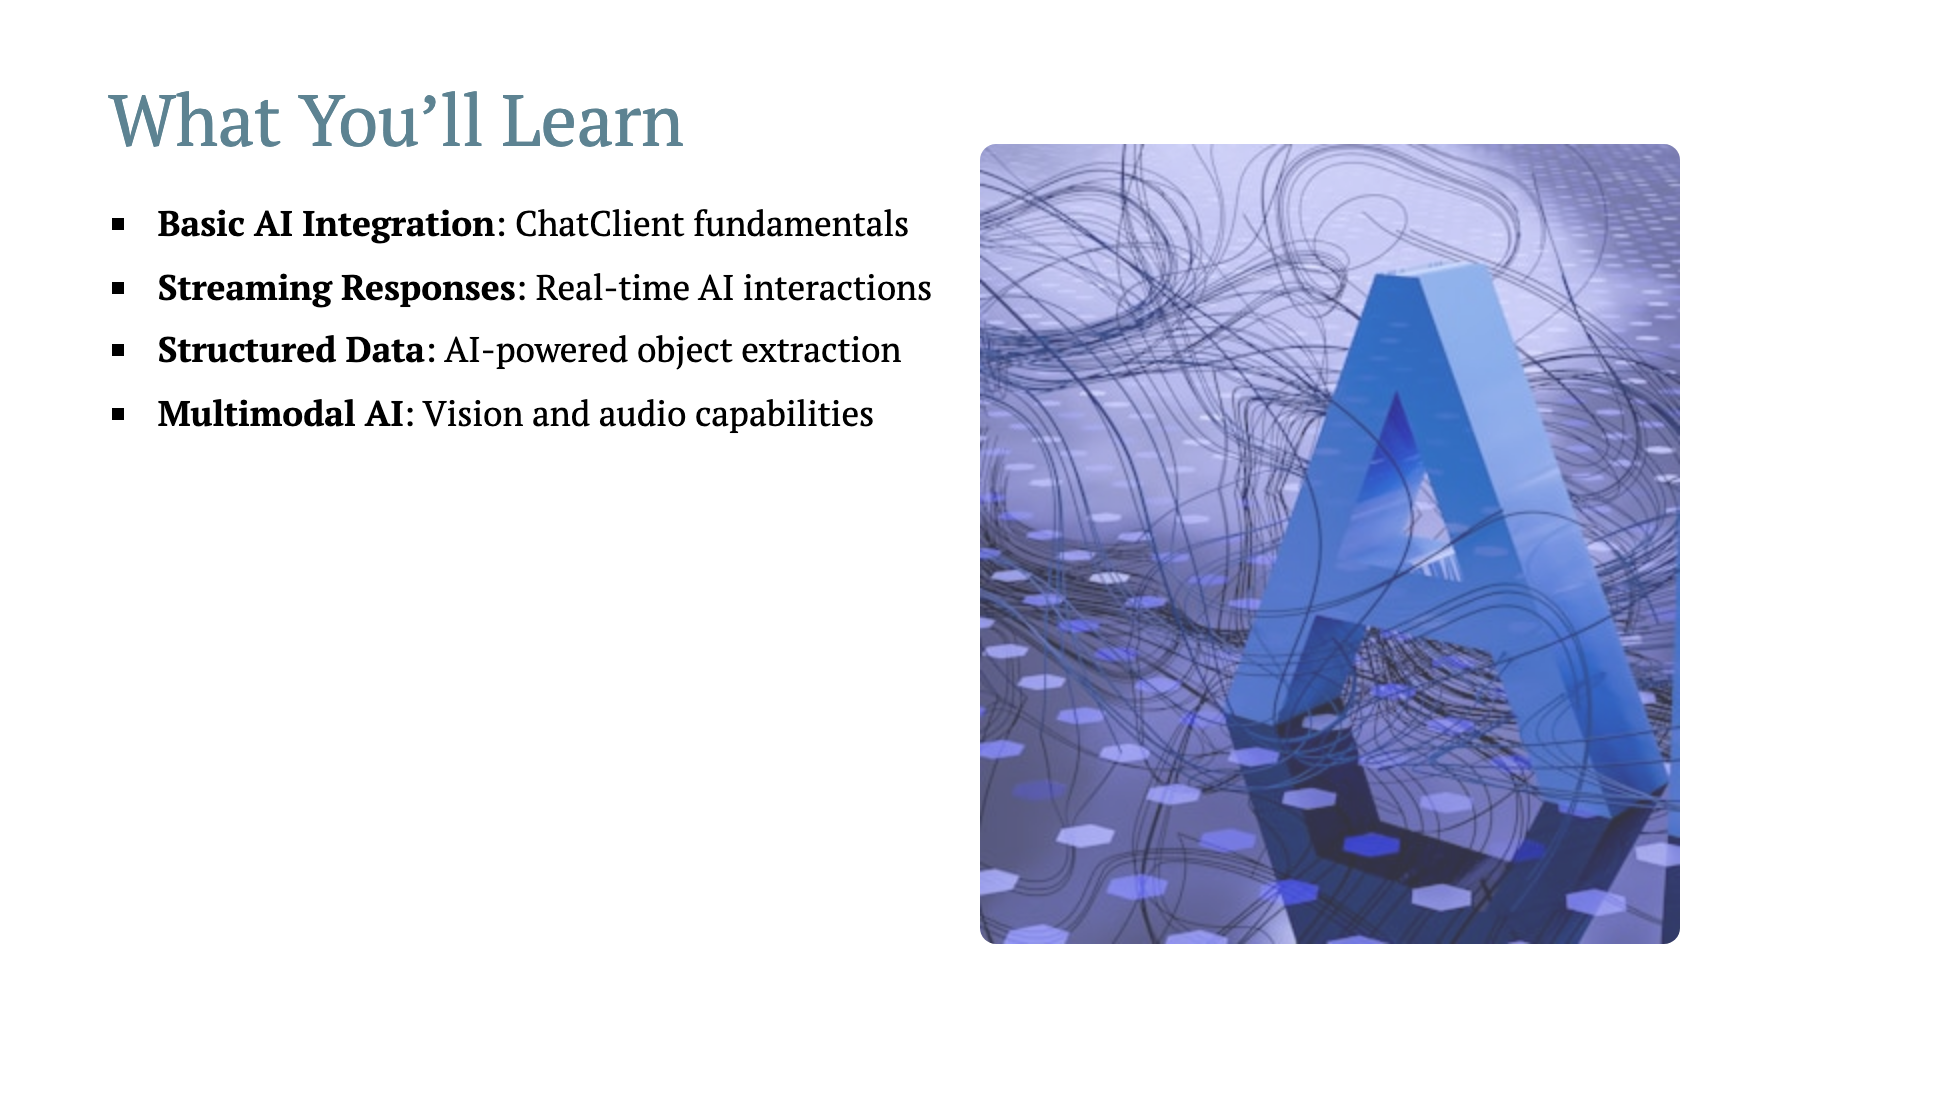 What You’ll Learn
▪ Basic AI Integration: ChatClient fundamentals
▪ Streaming Responses: Real-time AI interactions
▪ Structured Data: AI-powered object extraction
▪ Multimodal AI: Vision and audio capabilities
A